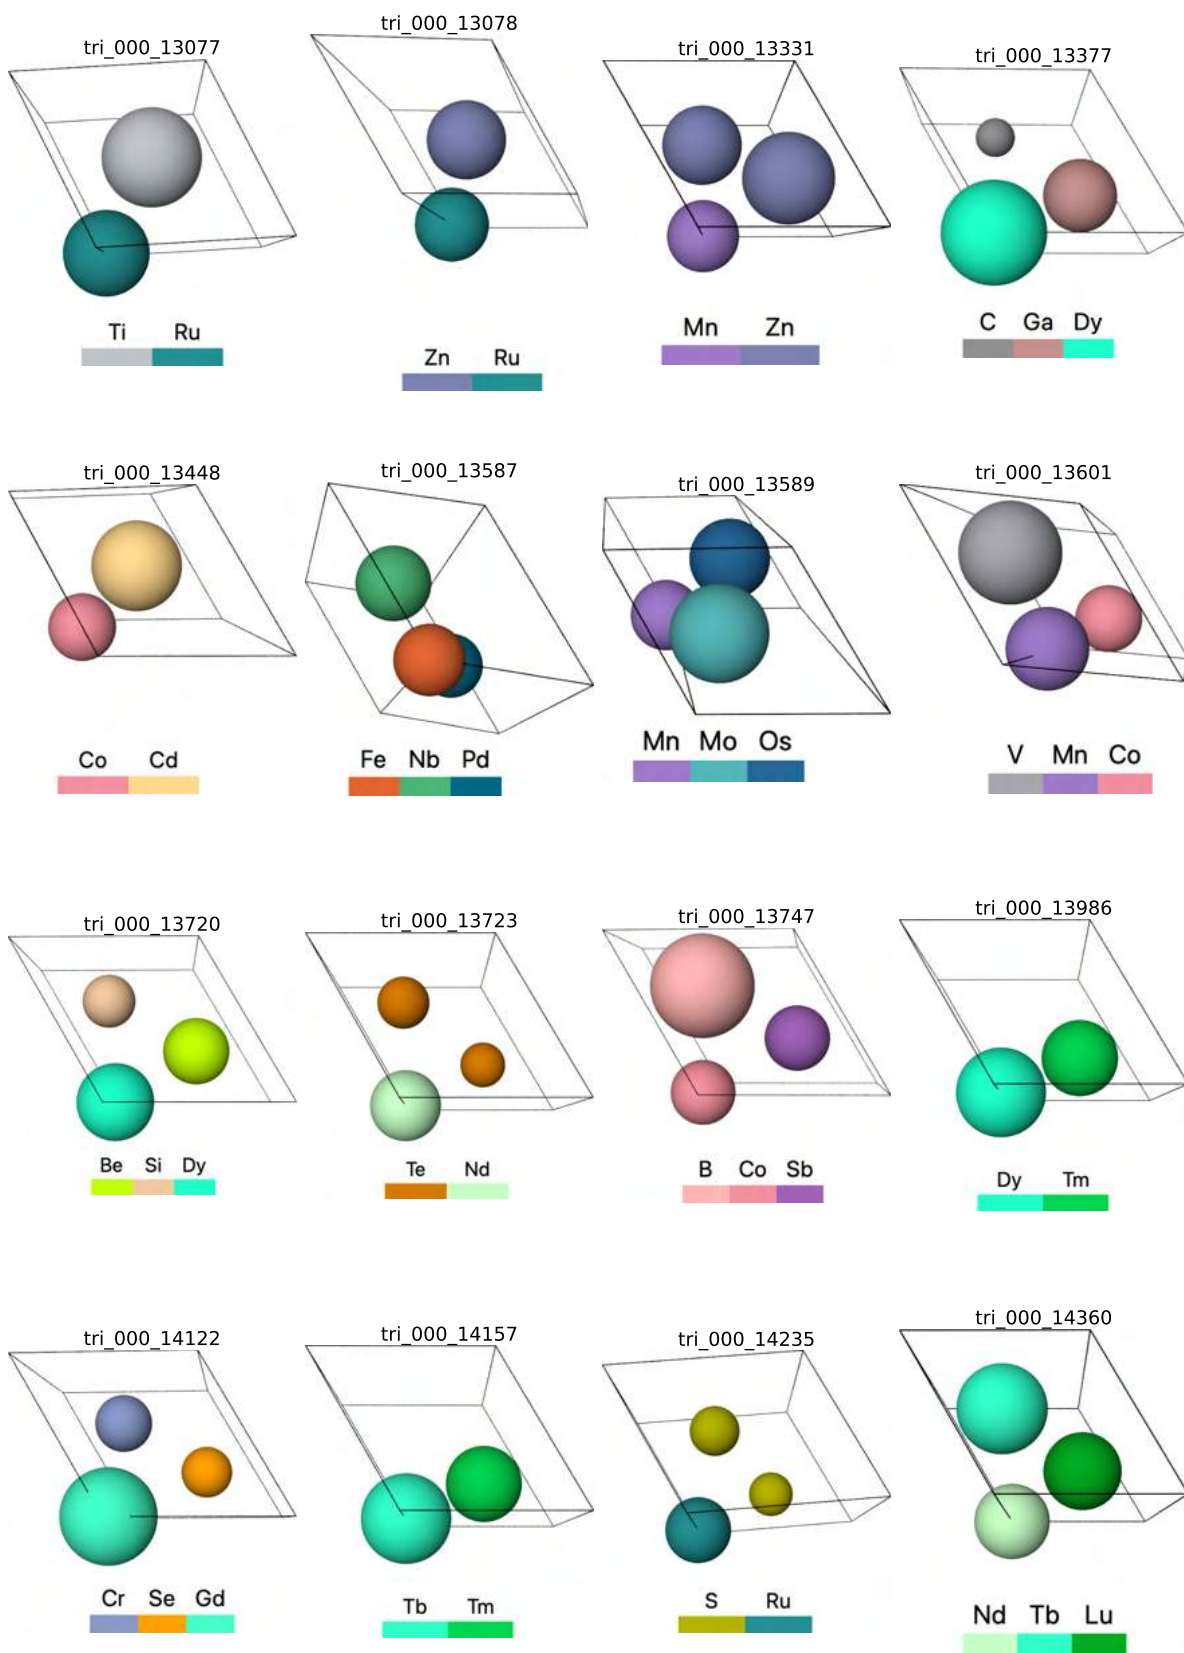 tri_000_13077
tri_000_13078
tri_000_13331
tri_000_13377
Ti Ru
Zn Ru
Mn Zn
C Ga Dy
tri_000_13448
tri_000_13587
tri_000_13589
tri_000_13601
Co Cd
Fe Nb Pd
Mn Mo Os
V Mn Co
tri_000_13720
tri_000_13723
tri_000_13747
tri_000_13986
Be Si Dy
Te Nd
B Co Sb
Dy Tm
tri_000_14122
tri_000_14157
tri_000_14235
tri_000_14360
Cr Se Gd
Tb Tm
S Ru
Nd Tb Lu